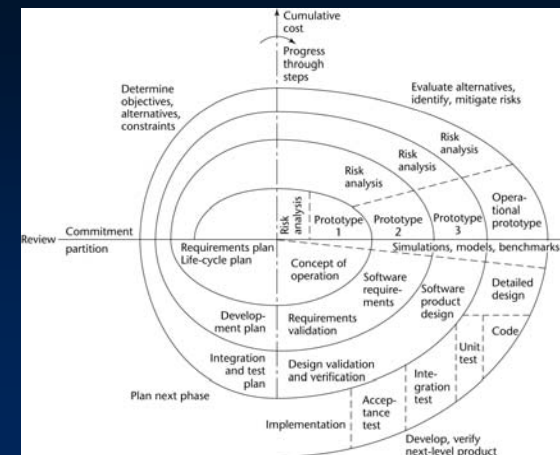 Cumulative
cost
Progress
through
steps
Determine
objectives,
alternatives,
constraints
Evaluate alternatives,
identify, mitigate risks
Risk
analysis
Risk
analysis
Risk
analysis
Risk
analysis
Prototype
1
Prototype
2
Prototype
3
Opera-
tional
prototype
Review
Commitment
partition
Simulations, models, benchmarks
Requirements plan
Life-cycle plan
Concept of
operation
Software
require-
ments
Software
product
design
Detailed
design
Develop-
ment plan
Requirements
validation
Code
Unit
test
Integration
and test
plan
Design validation
and verification
Inte-
gration
test
Plan next phase
Accep-
tance
test
Implementation
Develop, verify
next-level product